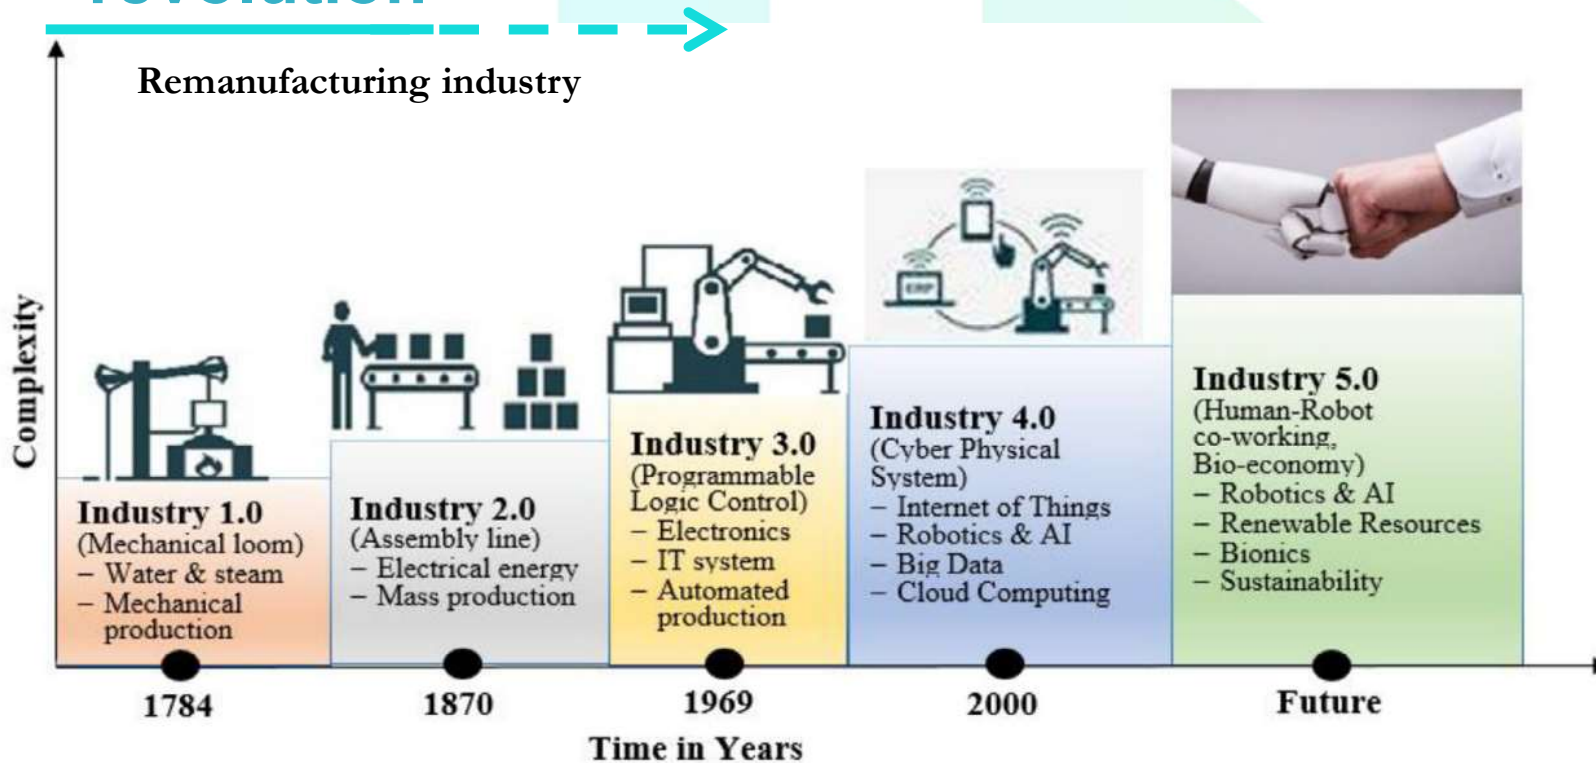 revolution
Remanufacturing industry
Complexity
ERP
Industry 1.0
(Mechanical loom)
– Water & steam
– Mechanical
production
Industry 2.0
(Assembly line)
– Electrical energy
– Mass production
Industry 3.0
(Programmable
Logic Control)
– Electronics
– IT system
– Automated
production
Industry 4.0
(Cyber Physical
System)
– Internet of Things
– Robotics & AI
– Big Data
– Cloud Computing
Industry 5.0
(Human-Robot
co-working,
Bio-economy)
– Robotics & AI
– Renewable Resources
– Bionics
– Sustainability
1784
1870
1969
2000
Future
Time in Years